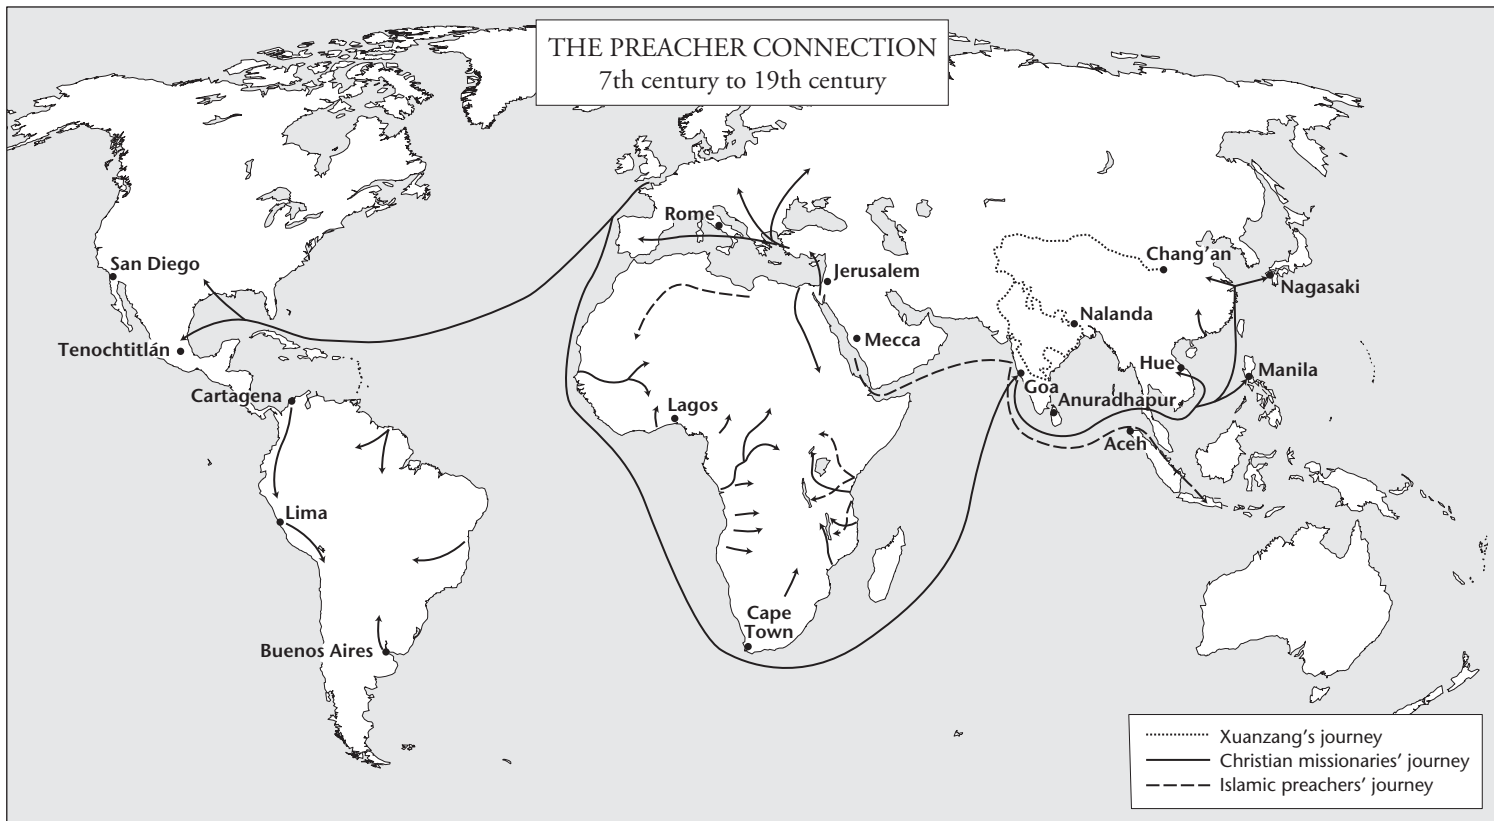 THE PREACHER CONNECTION
7th century to 19th century
Rome
Chang'an
San Diego
Jerusalem
Nagasaki
Nalanda
Mecca
Tenochtitlán
Hue
Manila
Goa
Cartagena
Anuradhapur
Lagos
Aceh
Lima
Cape
Town
Buenos Aires
Xuanzang's journey
Christian missionaries' journey
Islamic preachers' journey